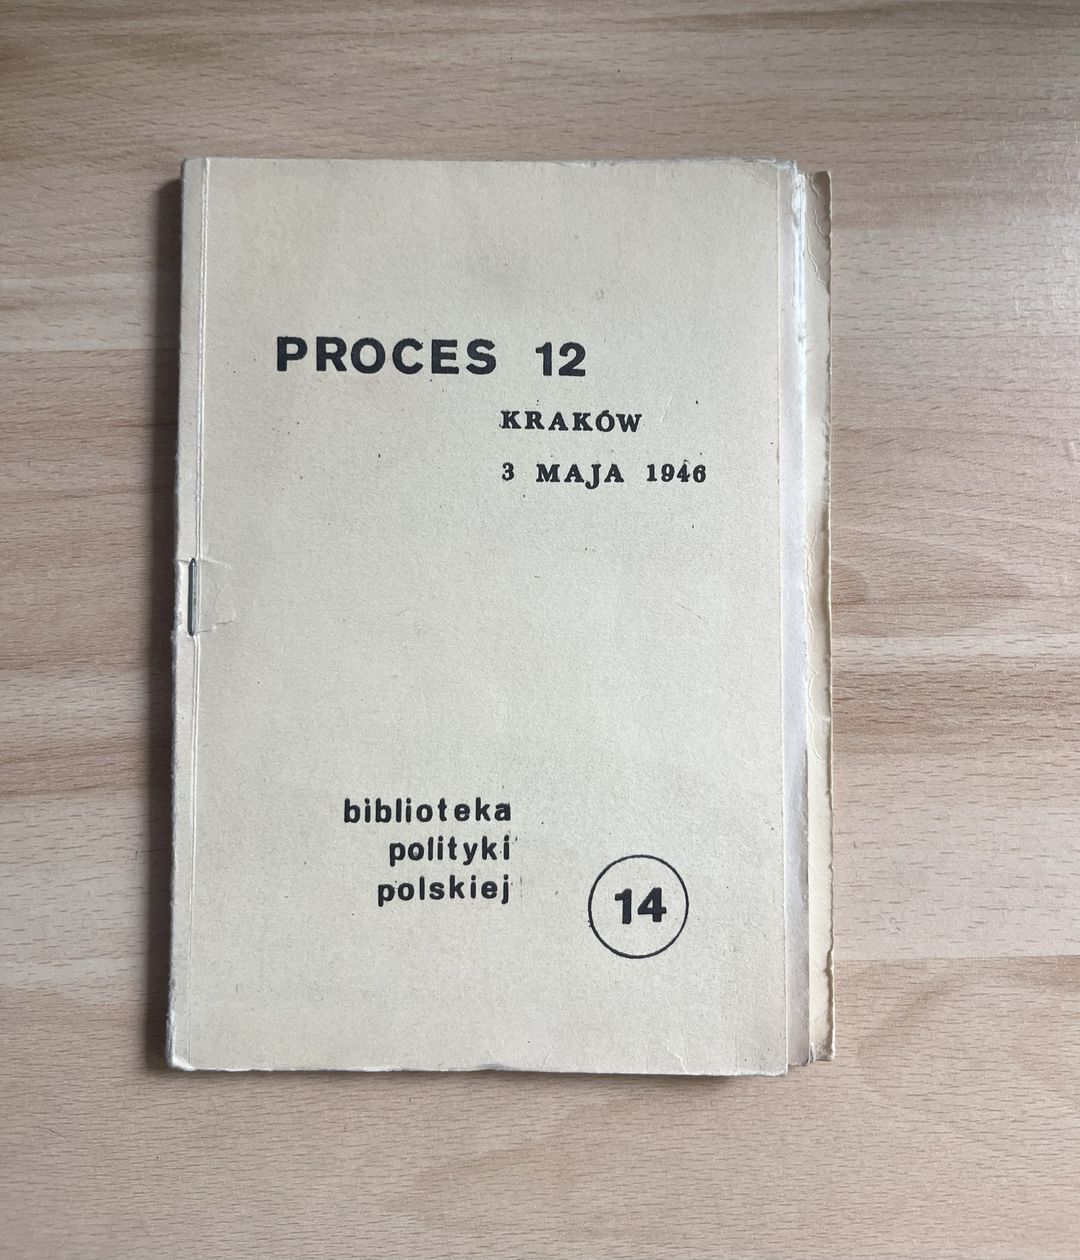 PROCES 12
KRAKÓW
3 MAJA 1946
biblioteka
polityki
polskiej
14